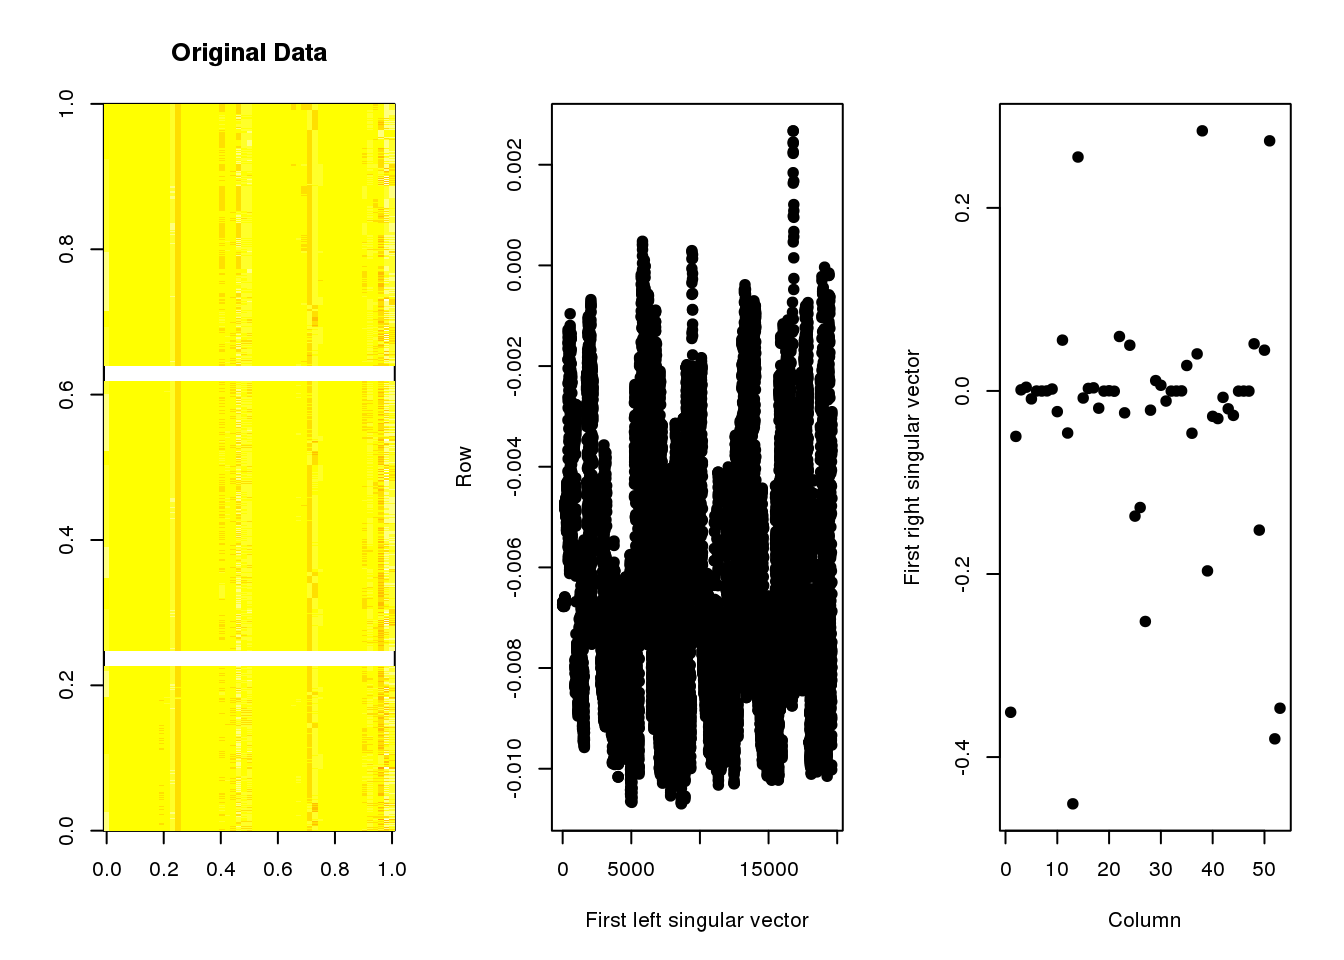 Original Data
1.0
0.8
0.6
0.4
0.2
0.0
0.0 0.2 0.4 0.6 0.8 1.0
Row
0.002
0.000
-0.002
-0.004
-0.006
-0.008
-0.010
0 5000 15000
First left singular vector
First right singular vector
0.2
0.0
-0.2
-0.4
0 10 20 30 40 50
Column